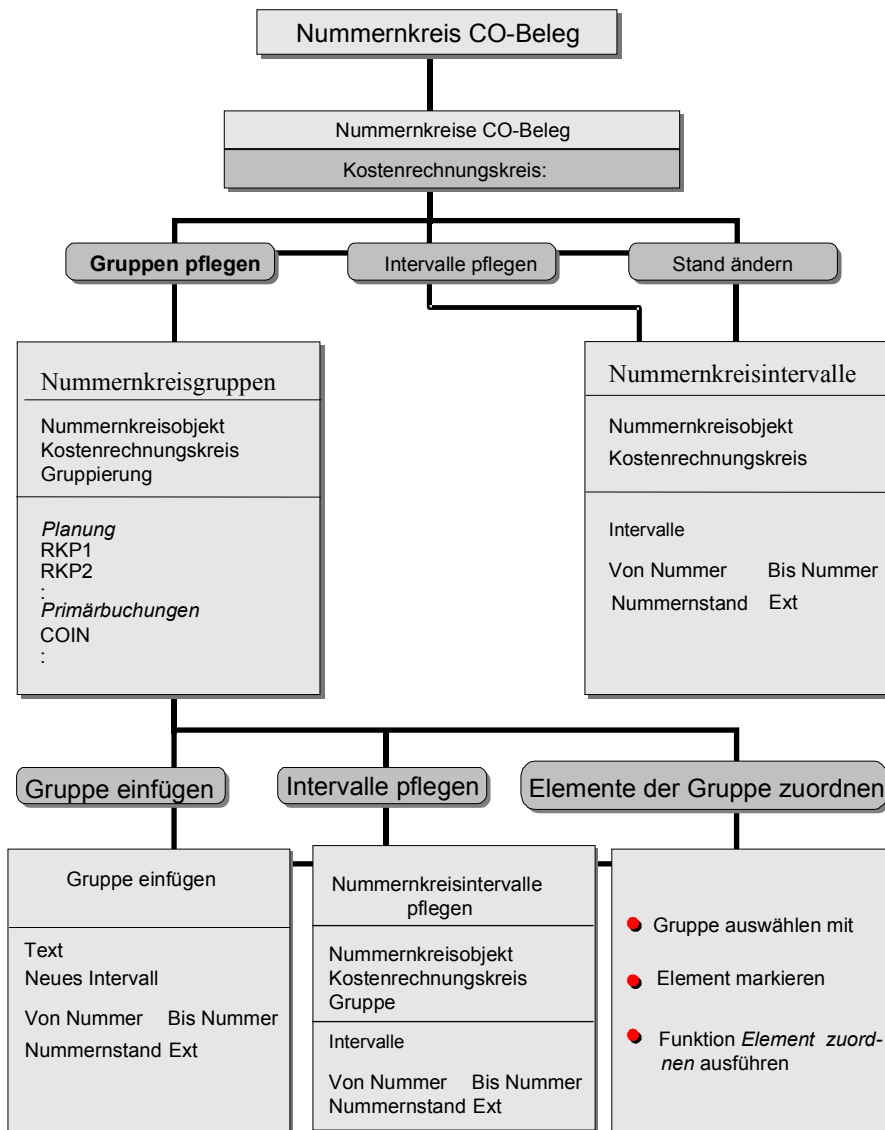 Nummernkreis CO-Beleg
Nummernkreise CO-Beleg
Kostenrechnungskreis:
Gruppen pflegen
Intervalle pflegen
Stand ändern
Nummernkreisgruppen
Nummernkreisobjekt
Kostenrechnungskreis
Gruppierung
Planung
RKP1
RKP2
:
Primärbuchungen
COIN
:
Nummernkreisintervalle
Nummernkreisobjekt
Kostenrechnungskreis
Intervalle
Von Nummer Bis Nummer
Nummernstand Ext
Gruppe einfügen
Intervalle pflegen
Elemente der Gruppe zuordnen
Gruppe einfügen
Text
Neues Intervall
Von Nummer Bis Nummer
Nummernstand Ext
Nummernkreisintervalle
pflegen
Nummernkreisobjekt
Kostenrechnungskreis
Gruppe
Intervalle
Von Nummer Bis Nummer
Nummernstand Ext
Gruppe auswählen mit
Element markieren
Funktion Element zuord-
nen ausführen